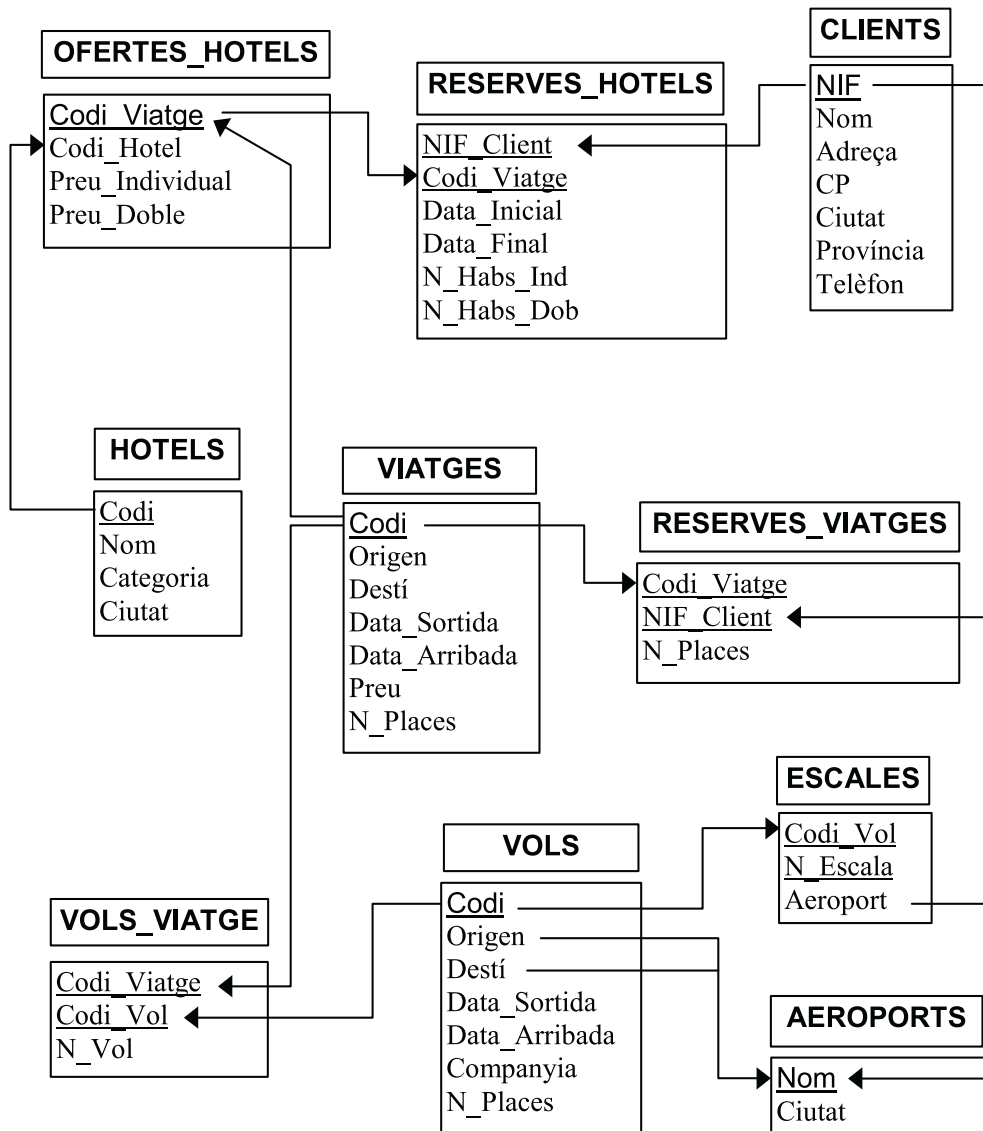 OFERTES_HOTELS
Codi_Viatge
Codi_Hotel
Preu_Individual
Preu_Doble
RESERVES_HOTELS
NIF_Client
Codi_Viatge
Data_Inicial
Data_Final
N_Habs_Ind
N_Habs_Dob
CLIENTS
NIF
Nom
Adreça
CP
Ciutat
Província
Telèfon
HOTELS
Codi
Nom
Categoria
Ciutat
VIATGES
Codi
Origen
Destí
Data_Sortida
Data_Arribada
Preu
N_Places
RESERVES_VIATGES
Codi_Viatge
NIF_Client
N_Places
VOLS_VIATGE
Codi_Viatge
Codi_Vol
N_Vol
VOLS
Codi
Origen
Destí
Data_Sortida
Data_Arribada
Companyia
N_Places
ESCALES
Codi_Vol
N_Escala
Aeroport
AEROPORTS
Nom
Ciutat